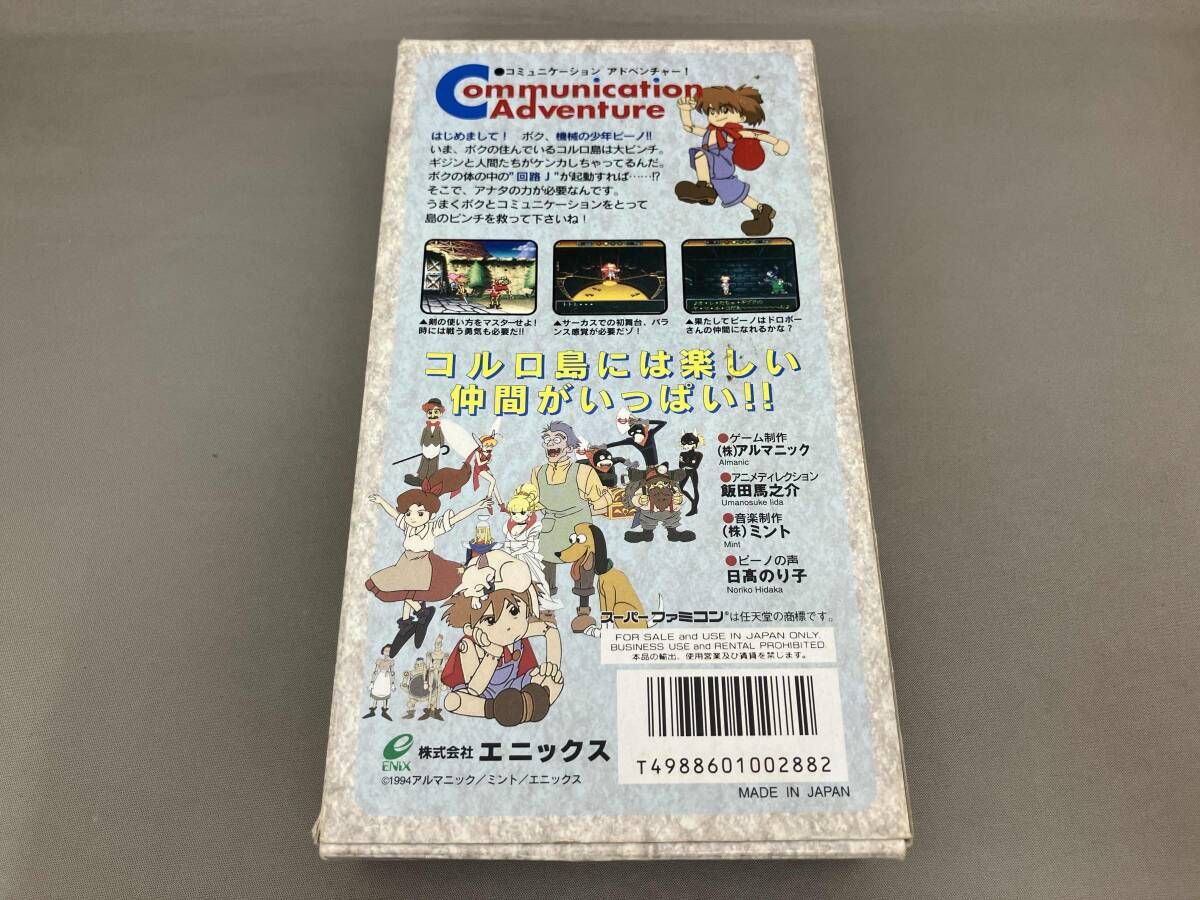 ●コミュニケーション アドベンチャー!
Communication
Adventure
はじめまして! ボク、機械の少年ピーノ!!
いま、ボクの住んでいるコルロ島は大ピンチ。
ギジンと人間たちがケンカしちゃってるんだ。
ボクの体の中の"回路J"が起動すれば……!?
そこで、アナタの力が必要なんです。
うまくボクとコミュニケーションをとって
島のピンチを救って下さいね!
▲剣の使い方をマスターせよ!
時には戦う勇気も必要だ!!
▲サーカスでの初舞台、バラ
ンス感覚が必要だゾ!
▲果たしてピーノはドロボー
さんの仲間になれるかな?
コルロ島には楽しい
仲間がいっぱい!!
●ゲーム制作
(株)アルマニック
Almanic
●アニメディレクション
飯田馬之介
Umanosuke Iida
●音楽制作
(株)ミント
Mint
●ピーノの声
日髙のり子
Noriko Hidaka
スーパーファミコン®は任天堂の商標です。
FOR SALE and USE IN JAPAN ONLY.
BUSINESS USE and RENTAL PROHIBITED.
本品の輸出、使用営業及び賃貸を禁じます。
T4988601002882
MADE IN JAPAN
ENIX
株式会社 エニックス
©1994アルマニック/ミント/エニックス